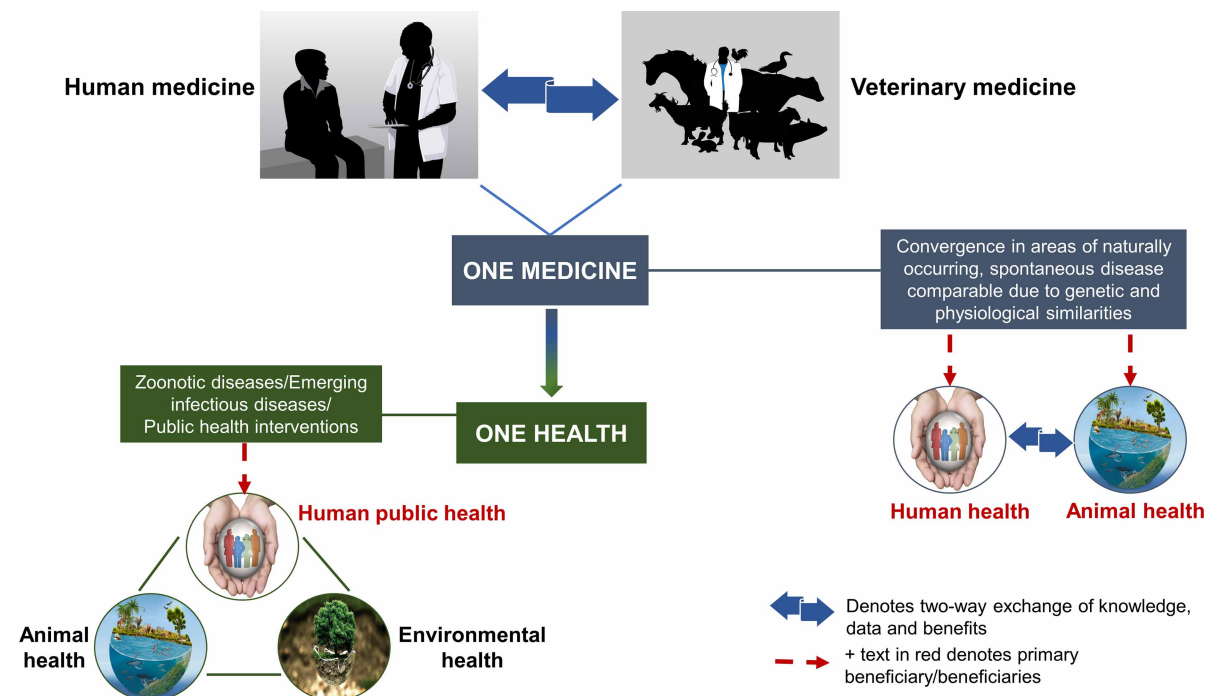 Human medicine
Veterinary medicine
ONE MEDICINE
Convergence in areas of naturally
occurring, spontaneous disease
comparable due to genetic and
physiological similarities
Zoonotic diseases/Emerging
infectious diseases/
Public health interventions
ONE HEALTH
Human health
Animal health
Human public health
Animal
health
Environmental
health
Denotes two-way exchange of knowledge,
data and benefits
+ text in red denotes primary
beneficiary/beneficiaries